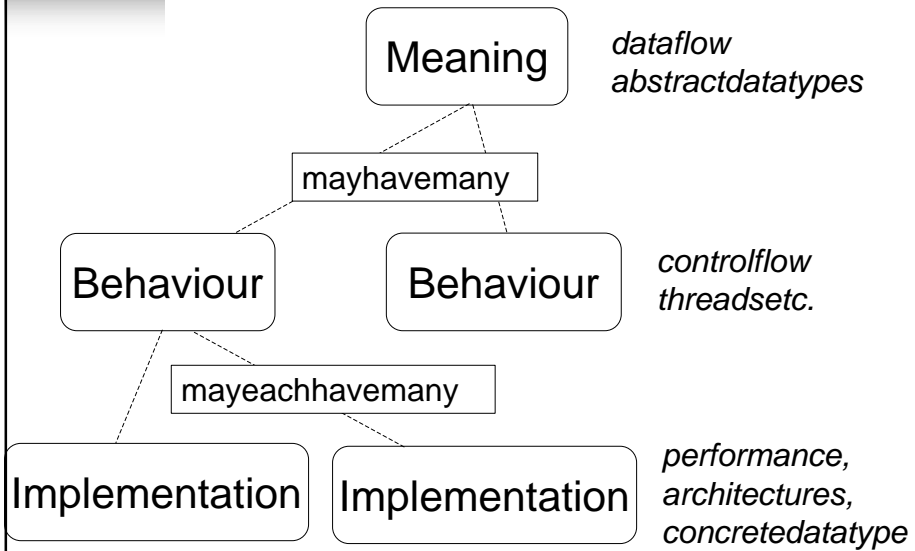 Meaning
dataflow
abstractdatatypes
mayhavemany
Behaviour
Behaviour
controlflow
threadsetc.
mayeachhavemany
Implementation
Implementation
performance,
architectures,
concretedatatype